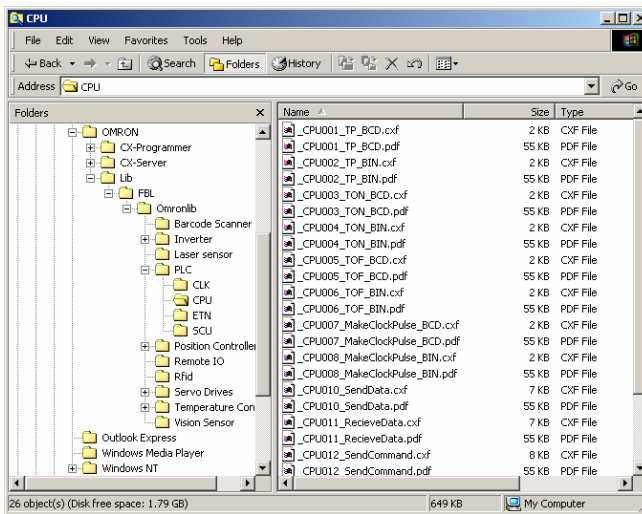 CPU
File Edit View Favorites Tools Help
Back Search Folders History
Address CPU Go
Folders
OMRON
CX-Programmer
CX-Server
Lib
FBL
Omronlib
Barcode Scanner
Inverter
Laser sensor
PLC
CLK
CPU
ETN
SCU
Position Controller
Remote IO
Rfid
Servo Drives
Temperature Con
Vision Sensor
Outlook Express
Windows Media Player
Windows NT
Name Size Type
_CPU001_TP_BCD.cxf 2 KB CXF File
_CPU001_TP_BCD.pdf 55 KB PDF File
_CPU002_TP_BIN.cxf 2 KB CXF File
_CPU002_TP_BIN.pdf 55 KB PDF File
_CPU003_TON_BCD.cxf 2 KB CXF File
_CPU003_TON_BCD.pdf 55 KB PDF File
_CPU004_TON_BIN.cxf 2 KB CXF File
_CPU004_TON_BIN.pdf 55 KB PDF File
_CPU005_TOF_BCD.cxf 2 KB CXF File
_CPU005_TOF_BCD.pdf 55 KB PDF File
_CPU006_TOF_BIN.cxf 2 KB CXF File
_CPU006_TOF_BIN.pdf 55 KB PDF File
_CPU007_MakeClockPulse_BCD.cxf 2 KB CXF File
_CPU007_MakeClockPulse_BCD.pdf 55 KB PDF File
_CPU008_MakeClockPulse_BIN.cxf 2 KB CXF File
_CPU008_MakeClockPulse_BIN.pdf 55 KB PDF File
_CPU010_SendData.cxf 7 KB CXF File
_CPU010_SendData.pdf 55 KB PDF File
_CPU011_RecieveData.cxf 7 KB CXF File
_CPU011_RecieveData.pdf 55 KB PDF File
_CPU012_SendCommand.cxf 8 KB CXF File
_CPU012_SendCommand.pdf 55 KB PDF File
26 object(s) (Disk free space: 1.79 GB) 649 KB My Computer